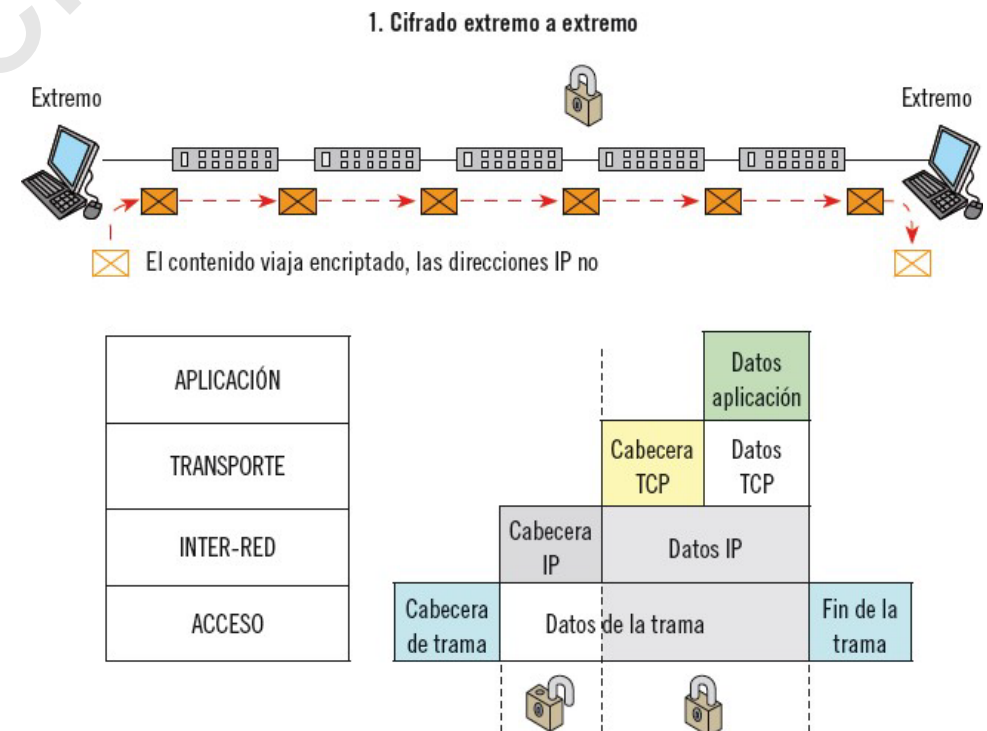 1. Cifrado extremo a extremo
Extremo
Extremo
El contenido viaja encriptado, las direcciones IP no
APLICACIÓN
TRANSPORTE
INTER-RED
ACCESO
Datos
aplicación
Cabecera
TCP
Datos
TCP
Cabecera
IP
Datos IP
Cabecera
de trama
Datos de la trama
Fin de la
trama